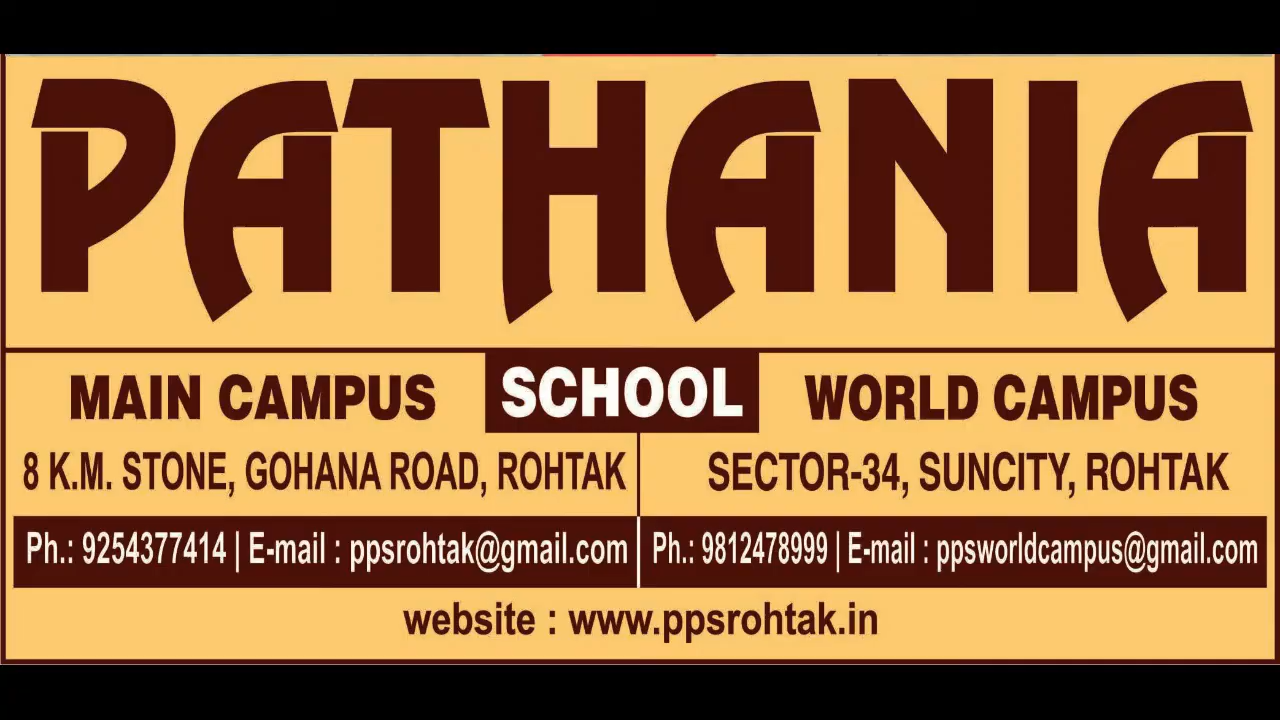 PATHANIA
SCHOOL
MAIN CAMPUS
8 K.M. STONE, GOHANA ROAD, ROHTAK
Ph.: 9254377414 | E-mail : ppsrohtak@gmail.com
WORLD CAMPUS
SECTOR-34, SUNCITY, ROHTAK
Ph.: 9812478999 | E-mail : ppsworldcampus@gmail.com
website : www.ppsrohtak.in